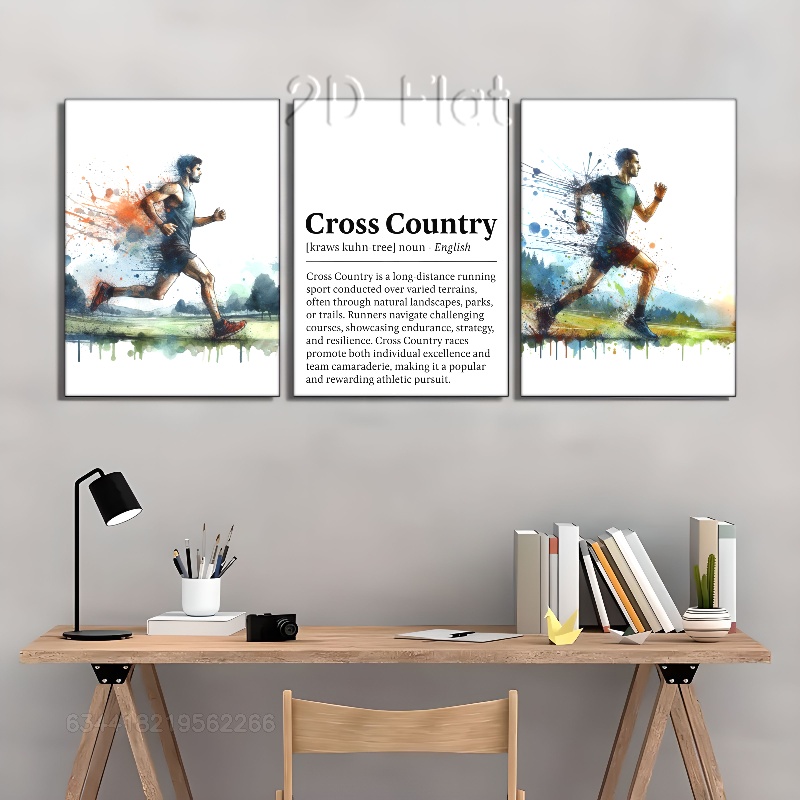 2D Flat
Cross Country
[kraws kuhn-tree] noun - English
Cross Country is a long-distance running
sport conducted over varied terrains,
often through natural landscapes, parks,
or trails. Runners navigate challenging
courses, showcasing endurance, strategy,
and resilience. Cross Country races
promote both individual excellence and
team camaraderie, making it a popular
and rewarding athletic pursuit.
634418219562266